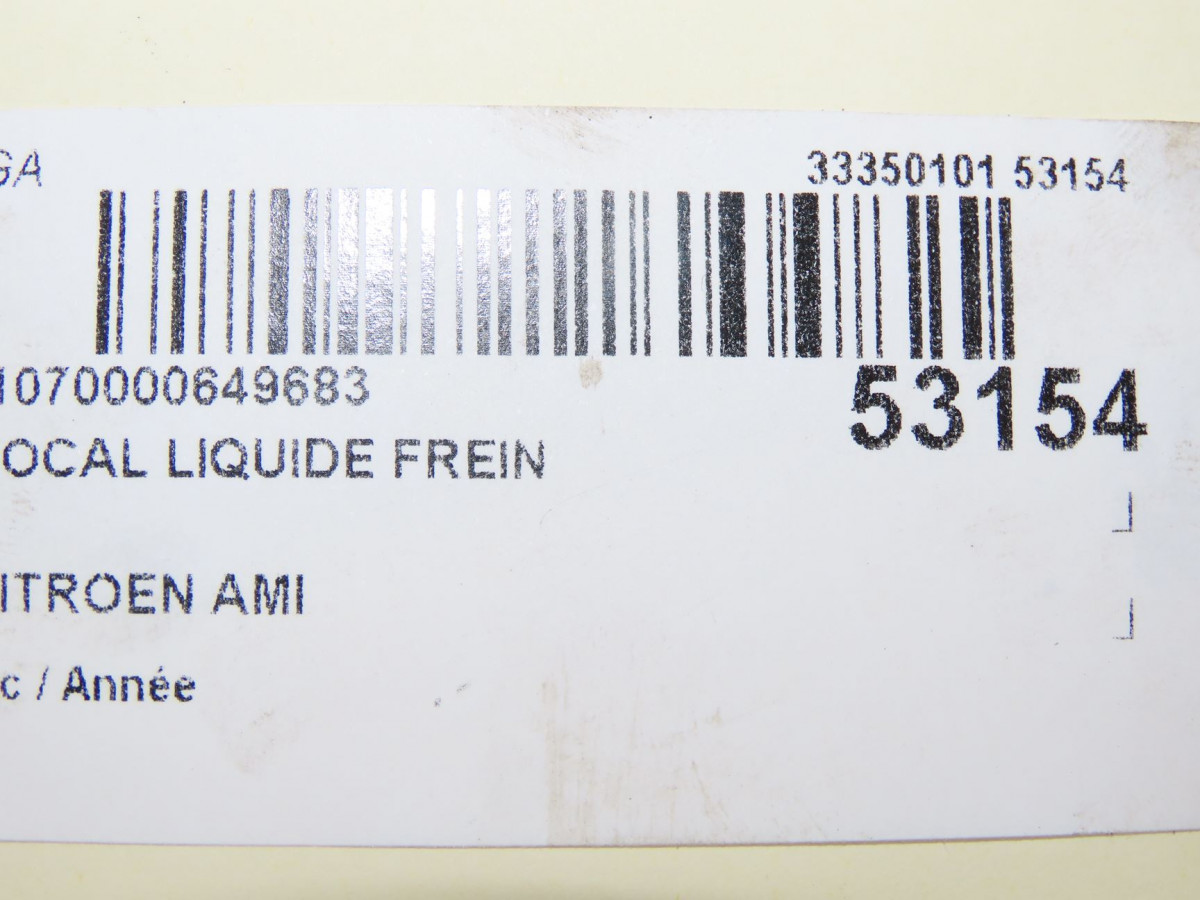 GA
33350101 53154
1070000649683
53154
OCAL LIQUIDE FREIN
ITROEN AMI
c / Année